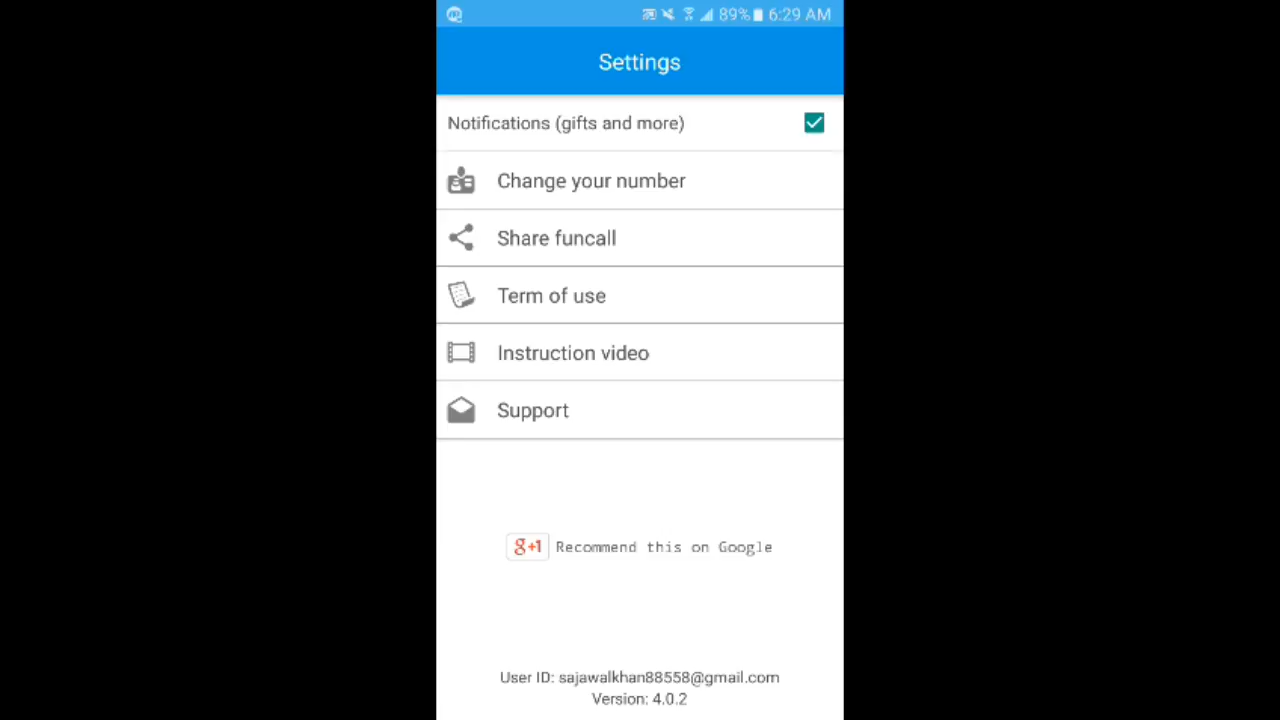 89% 6:29 AM
Settings
Notifications (gifts and more)
Change your number
Share funcall
Term of use
Instruction video
Support
g+1 Recommend this on Google
User ID: sajawalkhan88558@gmail.com
Version: 4.0.2